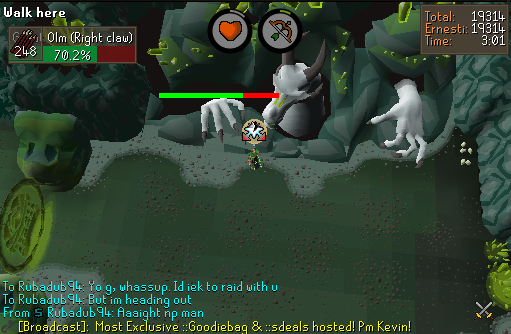 Walk here
Olm (Right claw)
248
70.2%
Total: 19314
Ernesti: 19314
Time: 3:01
To Rubadub94: Yo g, whassup. Id iek to raid with u
To Rubadub94: But im heading out
From S Rubadub94: Aaaight np man
[Broadcast]: Most Exclusive ::Goodiebag & ::sdeals hosted! Pm Kevin!